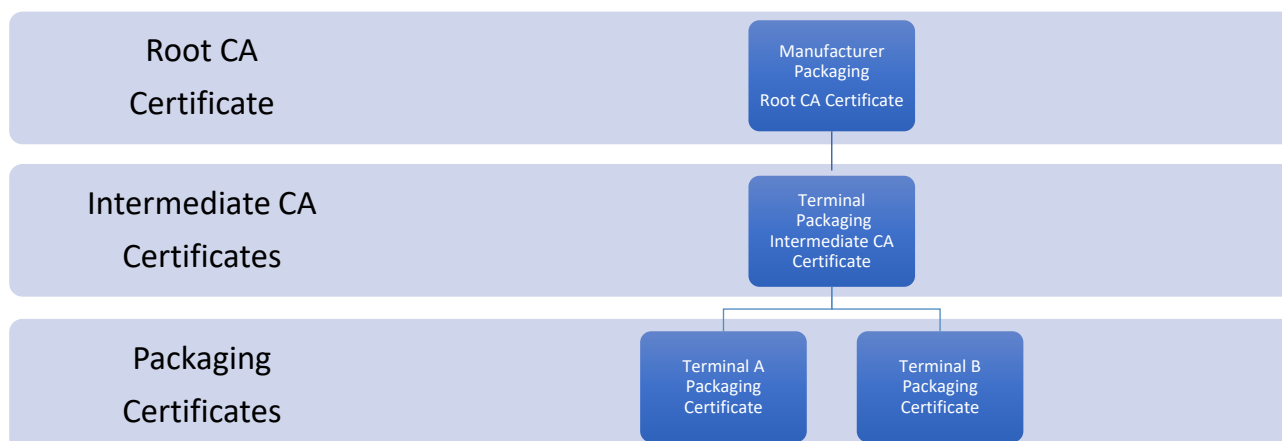 Root CA
Certificate
Manufacturer
Packaging
Root CA Certificate
Intermediate CA
Certificates
Terminal
Packaging
Intermediate CA
Certificate
Packaging
Certificates
Terminal A
Packaging
Certificate
Terminal B
Packaging
Certificate